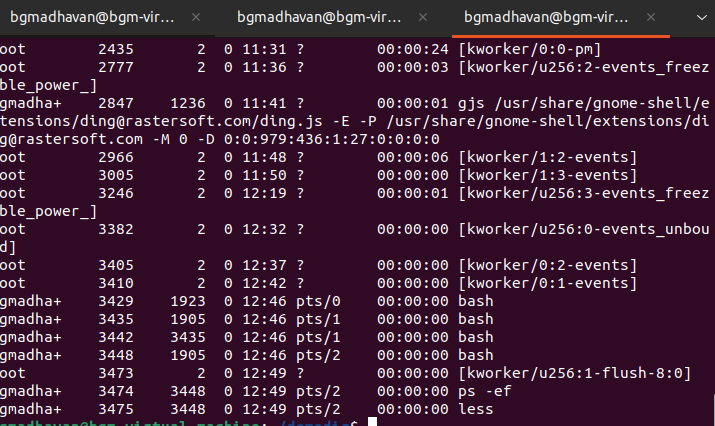 bgmadhavan@bgm-vir... × bgmadhavan@bgm-vir... × bgmadhavan@bgm-vir... ×
oot 2435 2 0 11:31 ? 00:00:24 [kworker/0:0-pm]
oot 2777 2 0 11:36 ? 00:00:03 [kworker/u256:2-events_freez
ble_power_]
gmadha+ 2847 1236 0 11:41 ? 00:00:01 gjs /usr/share/gnome-shell/e
tensions/ding@rastersoft.com/ding.js -E -P /usr/share/gnome-shell/extensions/di
g@rastersoft.com -M 0 -D 0:0:979:436:1:27:0:0:0:0
oot 2966 2 0 11:48 ? 00:00:06 [kworker/1:2-events]
oot 3005 2 0 11:50 ? 00:00:00 [kworker/1:3-events]
oot 3246 2 0 12:19 ? 00:00:01 [kworker/u256:3-events_freez
ble_power_]
oot 3382 2 0 12:32 ? 00:00:00 [kworker/u256:0-events_unbou
d]
oot 3405 2 0 12:37 ? 00:00:00 [kworker/0:2-events]
oot 3410 2 0 12:42 ? 00:00:00 [kworker/0:1-events]
gmadha+ 3429 1923 0 12:46 pts/0 00:00:00 bash
gmadha+ 3435 1905 0 12:46 pts/1 00:00:00 bash
gmadha+ 3442 3435 0 12:46 pts/1 00:00:00 bash
gmadha+ 3448 1905 0 12:46 pts/2 00:00:00 bash
oot 3473 2 0 12:49 ? 00:00:00 [kworker/u256:1-flush-8:0]
gmadha+ 3474 3448 0 12:49 pts/2 00:00:00 ps -ef
gmadha+ 3475 3448 0 12:49 pts/2 00:00:00 less
gmadhavan@bgm-virtual-machine: